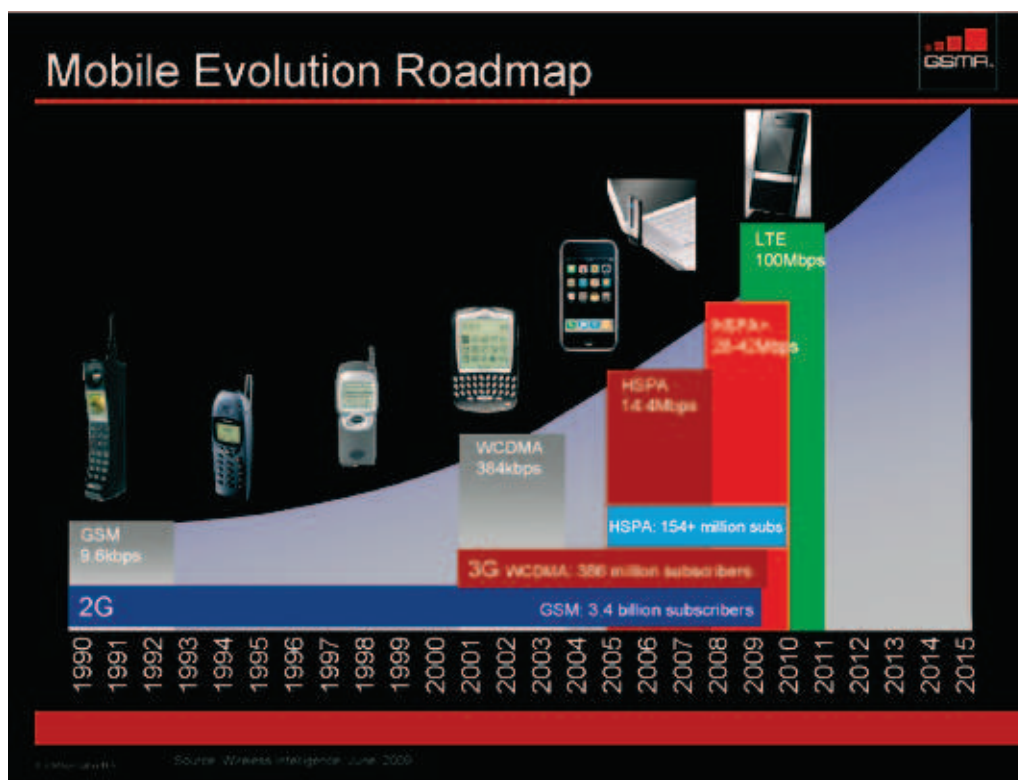 Mobile Evolution Roadmap
GSMA.
LTE
100Mbps
HSPA+
28-42Mbps
HSPA
14.4Mbps
WCDMA
384kbps
GSM
9.6kbps
HSPA: 154+ million subs
3G WCDMA: 386 million subscribers
2G
GSM: 3.4 billion subscribers
1990
1991
1992
1993
1994
1995
1996
1997
1998
1999
2000
2001
2002
2003
2004
2005
2006
2007
2008
2009
2010
2011
2012
2013
2014
2015
Source: Wireless Intelligence, June, 2009